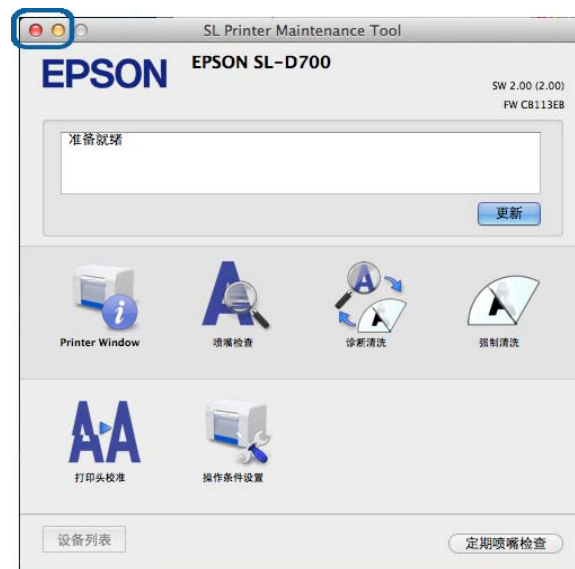 SL Printer Maintenance Tool
EPSON
EPSON SL-D700
SW 2.00 (2.00)
FW CB113EB
准备就绪
更新
Printer Window
喷嘴检查
诊断清洗
强制清洗
打印头校准
操作条件设置
设备列表
定期喷嘴检查